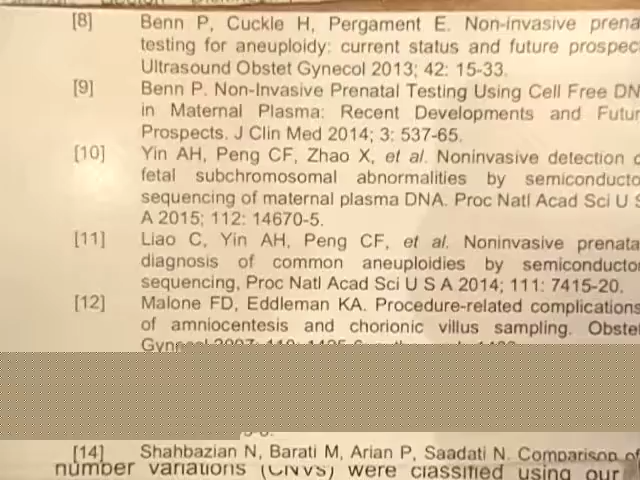 [8] Benn P, Cuckle H, Pergament E. Non-invasive prena
testing for aneuploidy: current status and future prospec
Ultrasound Obstet Gynecol 2013; 42: 15-33.
[9] Benn P. Non-Invasive Prenatal Testing Using Cell Free DN
in Maternal Plasma: Recent Developments and Futur
Prospects. J Clin Med 2014; 3: 537-65.
[10] Yin AH, Peng CF, Zhao X, et al. Noninvasive detection o
fetal subchromosomal abnormalities by semiconducto
sequencing of maternal plasma DNA. Proc Natl Acad Sci U S
A 2015; 112: 14670-5.
[11] Liao C, Yin AH, Peng CF, et al. Noninvasive prenata
diagnosis of common aneuploidies by semiconductor
sequencing, Proc Natl Acad Sci U S A 2014; 111: 7415-20.
[12] Malone FD, Eddleman KA. Procedure-related complications
of amniocentesis and chorionic villus sampling. Obste
[14] Shahbazian N, Barati M, Arian P, Saadati N. Comparison of
number variations (CNVs) were classified using our